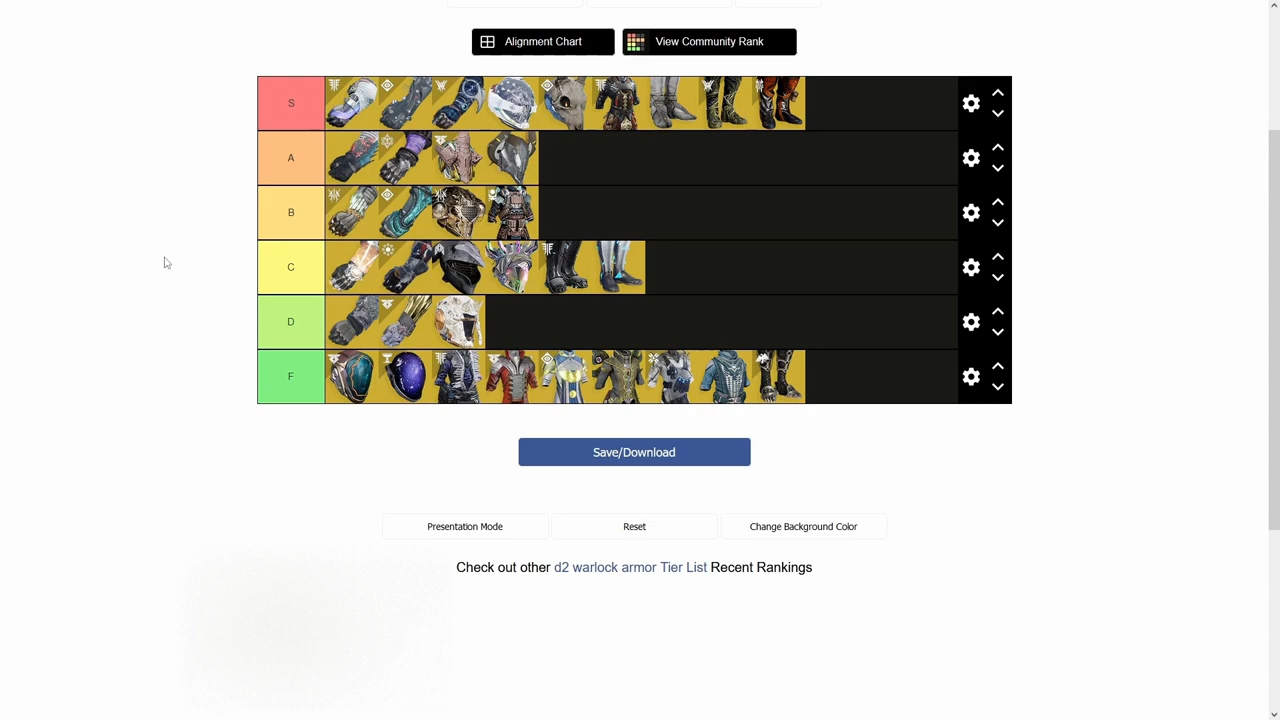 Alignment Chart
View Community Rank
S
A
B
C
D
F
Save/Download
Presentation Mode
Reset
Change Background Color
Check out other d2 warlock armor Tier List Recent Rankings